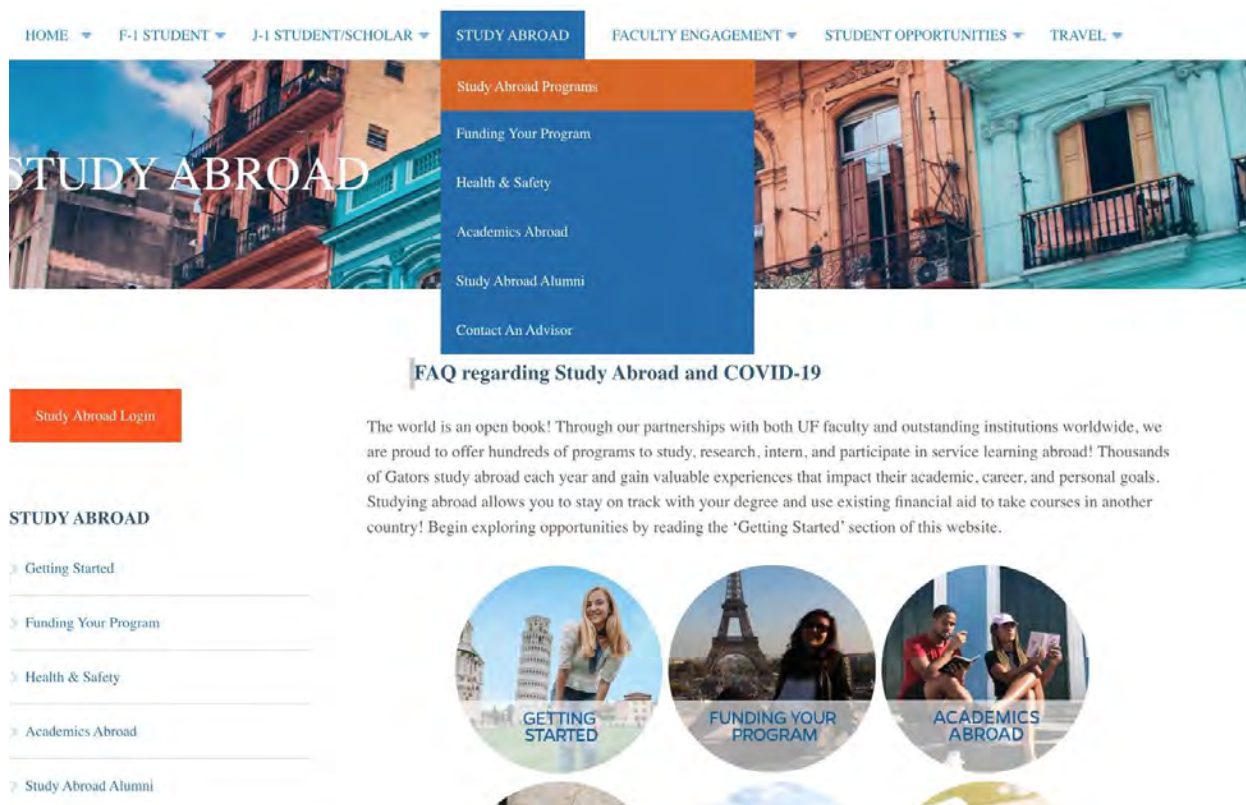 HOME F-1 STUDENT J-1 STUDENT/SCHOLAR STUDY ABROAD FACULTY ENGAGEMENT STUDENT OPPORTUNITIES TRAVEL
Study Abroad Programs
Funding Your Program
Health & Safety
Academics Abroad
Study Abroad Alumni
Contact An Advisor
STUDY ABROAD
FAQ regarding Study Abroad and COVID-19
Study Abroad Login
The world is an open book! Through our partnerships with both UF faculty and outstanding institutions worldwide, we
are proud to offer hundreds of programs to study, research, intern, and participate in service learning abroad! Thousands
of Gators study abroad each year and gain valuable experiences that impact their academic, career, and personal goals.
Studying abroad allows you to stay on track with your degree and use existing financial aid to take courses in another
country! Begin exploring opportunities by reading the ‘Getting Started’ section of this website.
STUDY ABROAD
Getting Started
Funding Your Program
Health & Safety
Academics Abroad
Study Abroad Alumni
GETTING
STARTED
FUNDING YOUR
PROGRAM
ACADEMICS
ABROAD